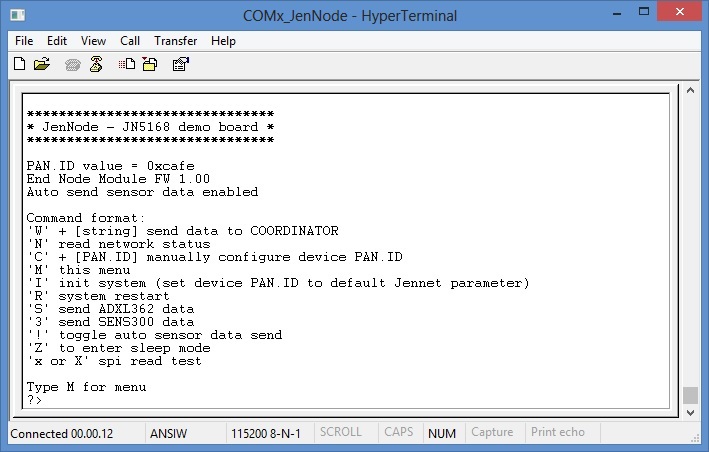 COMx_JenNode - HyperTerminal
File Edit View Call Transfer Help
*******************************
* JenNode – JN5168 demo board *
*******************************
PAN.ID value = 0xcafe
End Node Module FW 1.00
Auto send sensor data enabled
Command format:
'W' + [string] send data to COORDINATOR
'N' read network status
'C' + [PAN.ID] manually configure device PAN.ID
'M' this menu
'I' init system (set device PAN.ID to default Jennet parameter)
'R' system restart
'S' send ADXL362 data
'3' send SENS300 data
'!' toggle auto sensor data send
'Z' to enter sleep mode
'x or X' spi read test
Type M for menu
?>
Connected 00.00.12 ANSIW 115200 8-N-1 SCROLL CAPS NUM Capture Print echo